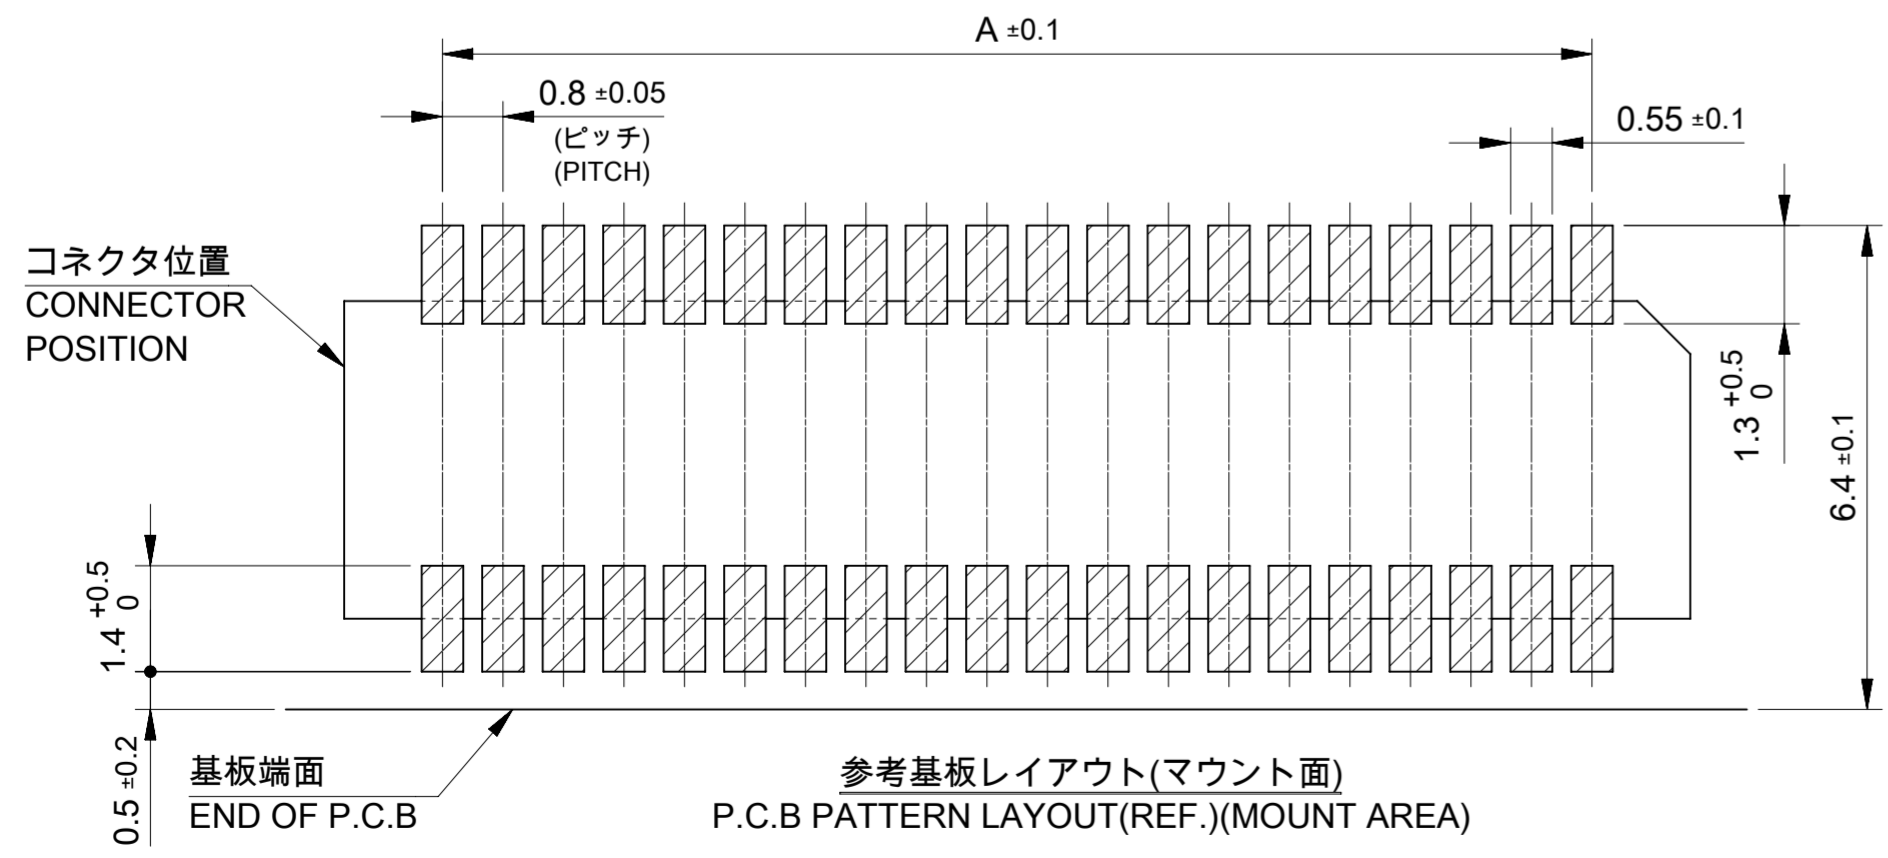 A ±0.1
0.8 ±0.05
(ピッチ)
(PITCH)
0.55 ±0.1
コネクタ位置
CONNECTOR
POSITION
1.3 +0.5 0
6.4 ±0.1
1.4 +0.5 0
0.5 ±0.2
基板端面
END OF P.C.B
参考基板レイアウト(マウント面)
P.C.B PATTERN LAYOUT(REF.)(MOUNT AREA)